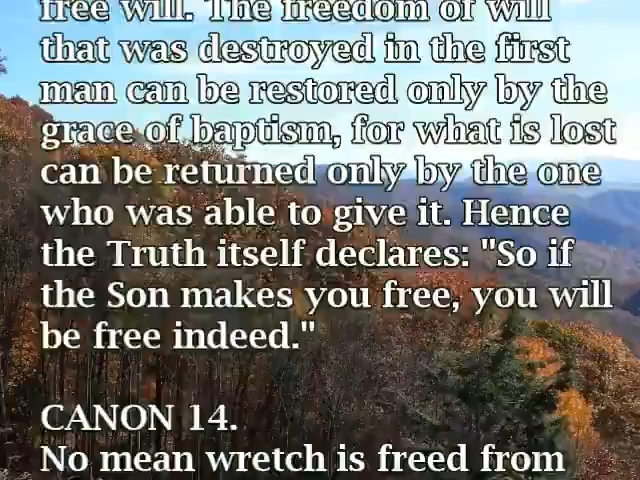 free will. The freedom of will
that was destroyed in the first
man can be restored only by the
grace of baptism, for what is lost
can be returned only by the one
who was able to give it. Hence
the Truth itself declares: "So if
the Son makes you free, you will
be free indeed."
CANON 14.
No mean wretch is freed from